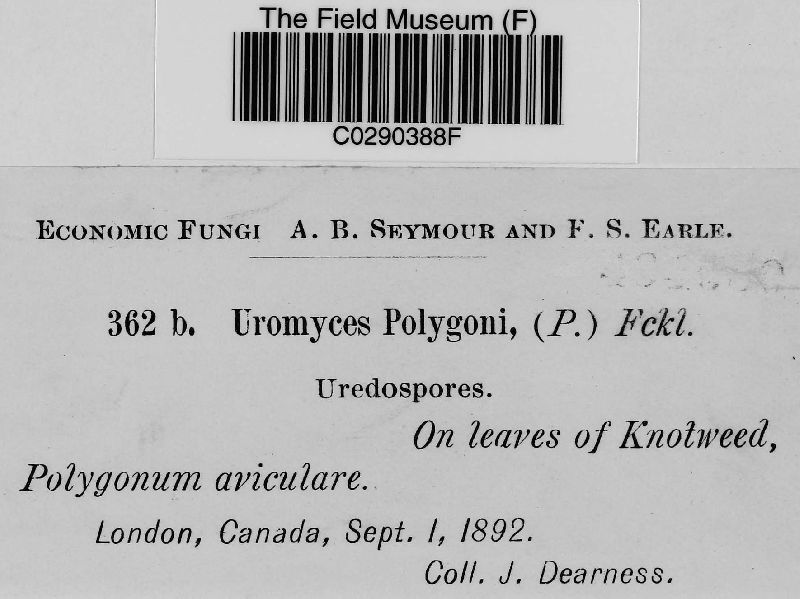 The Field Museum (F)
C0290388F
ECONOMIC FUNGI A. B. SEYMOUR AND F. S. EARLE.
362 b. Uromyces Polygoni, (P.) Fckl.
Uredospores.
On leaves of Knotweed,
Polygonum aviculare.
London, Canada, Sept. 1, 1892.
Coll. J. Dearness.